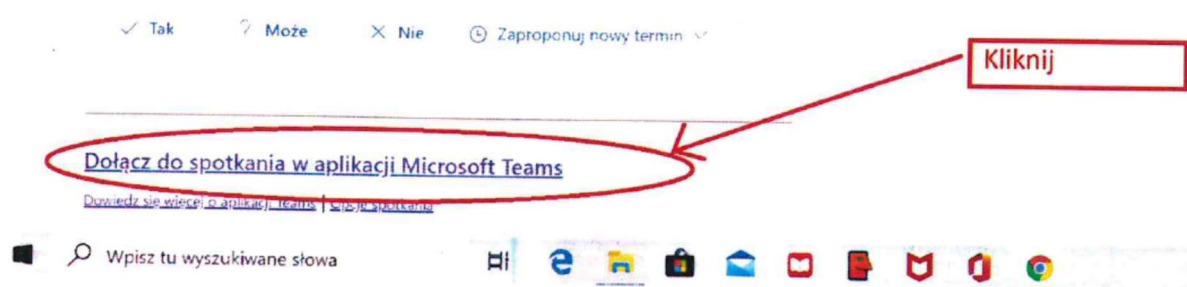 Tak Może Nie Zaproponuj nowy termin
Kliknij
Dołącz do spotkania w aplikacji Microsoft Teams
Dowiedz się więcej o aplikacji Teams | Opcje spotkania
Wpisz tu wyszukiwane słowa